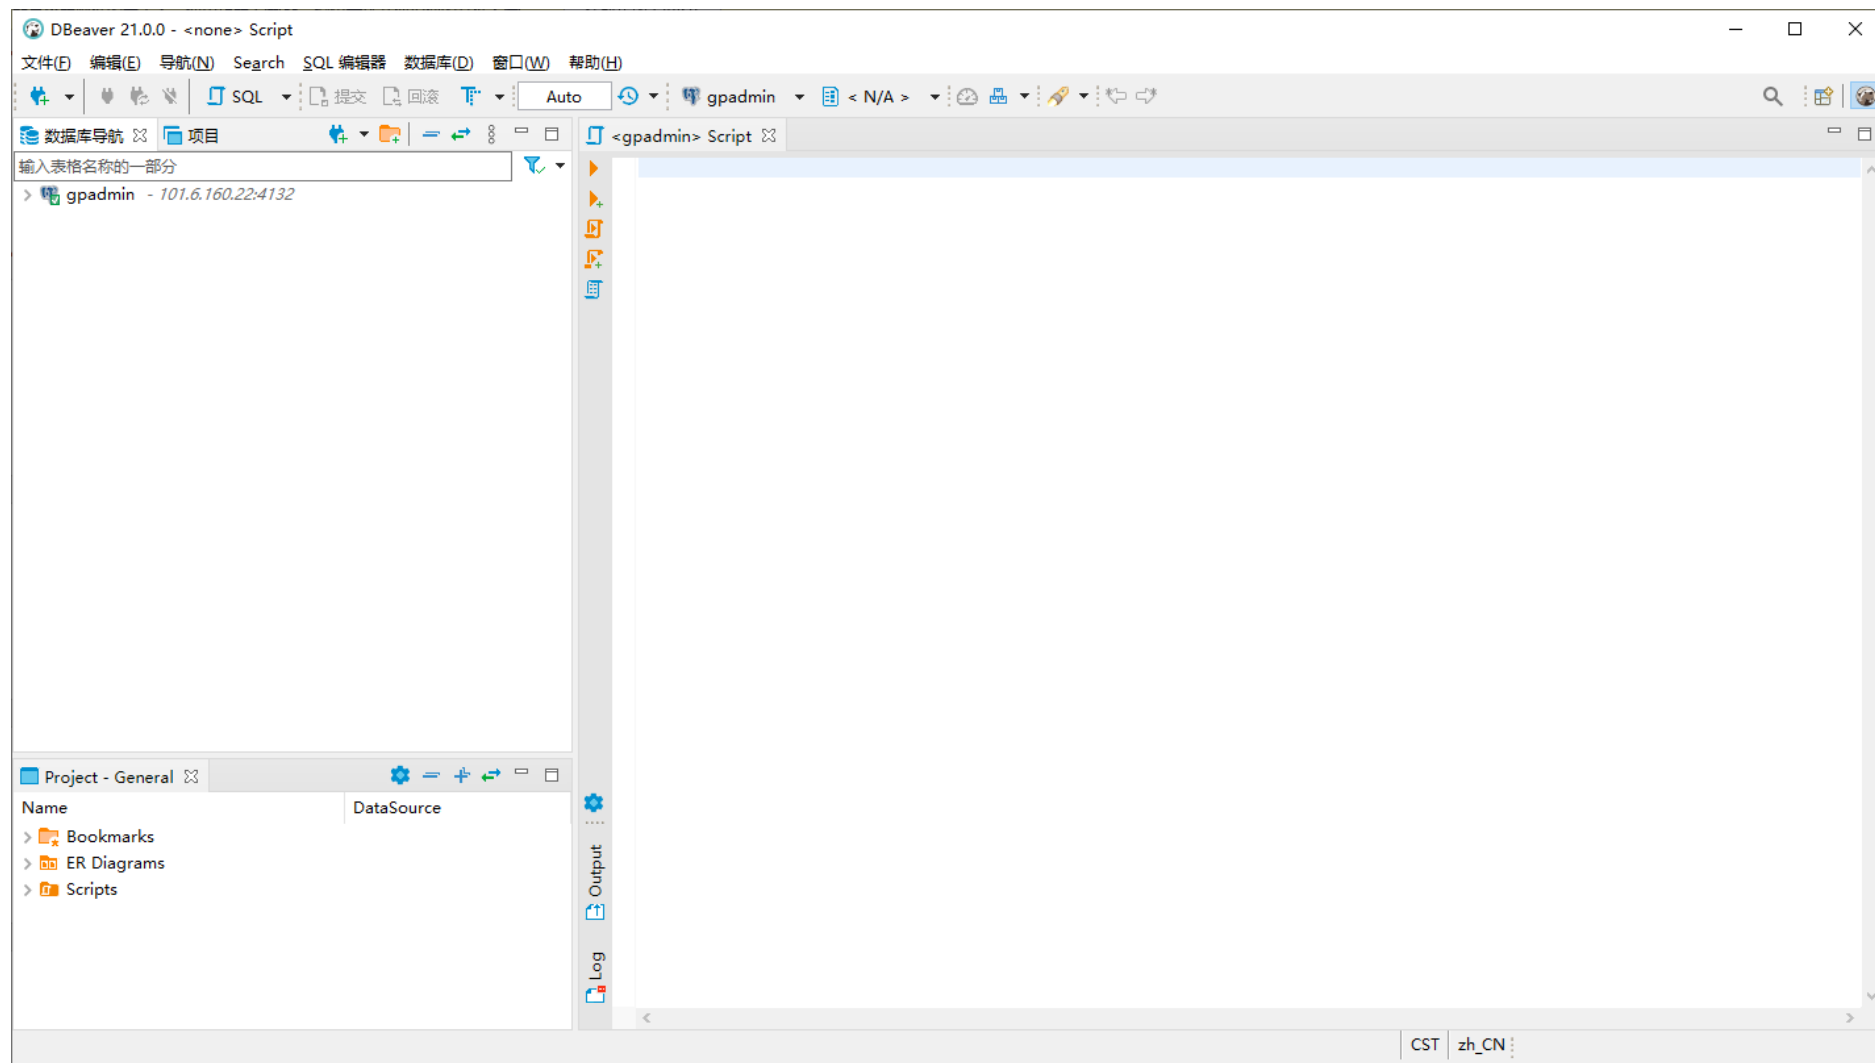 DBeaver 21.0.0 - <none> Script
文件(F) 编辑(E) 导航(N) Search SQL 编辑器 数据库(D) 窗口(W) 帮助(H)
SQL 提交 回滚 Auto gpadmin < N/A >
数据库导航 项目
<gpadmin> Script
输入表格名称的一部分
gpadmin - 101.6.160.22:4132
Project - General
Name DataSource
Bookmarks
ER Diagrams
Scripts
Output
Log
CST zh_CN